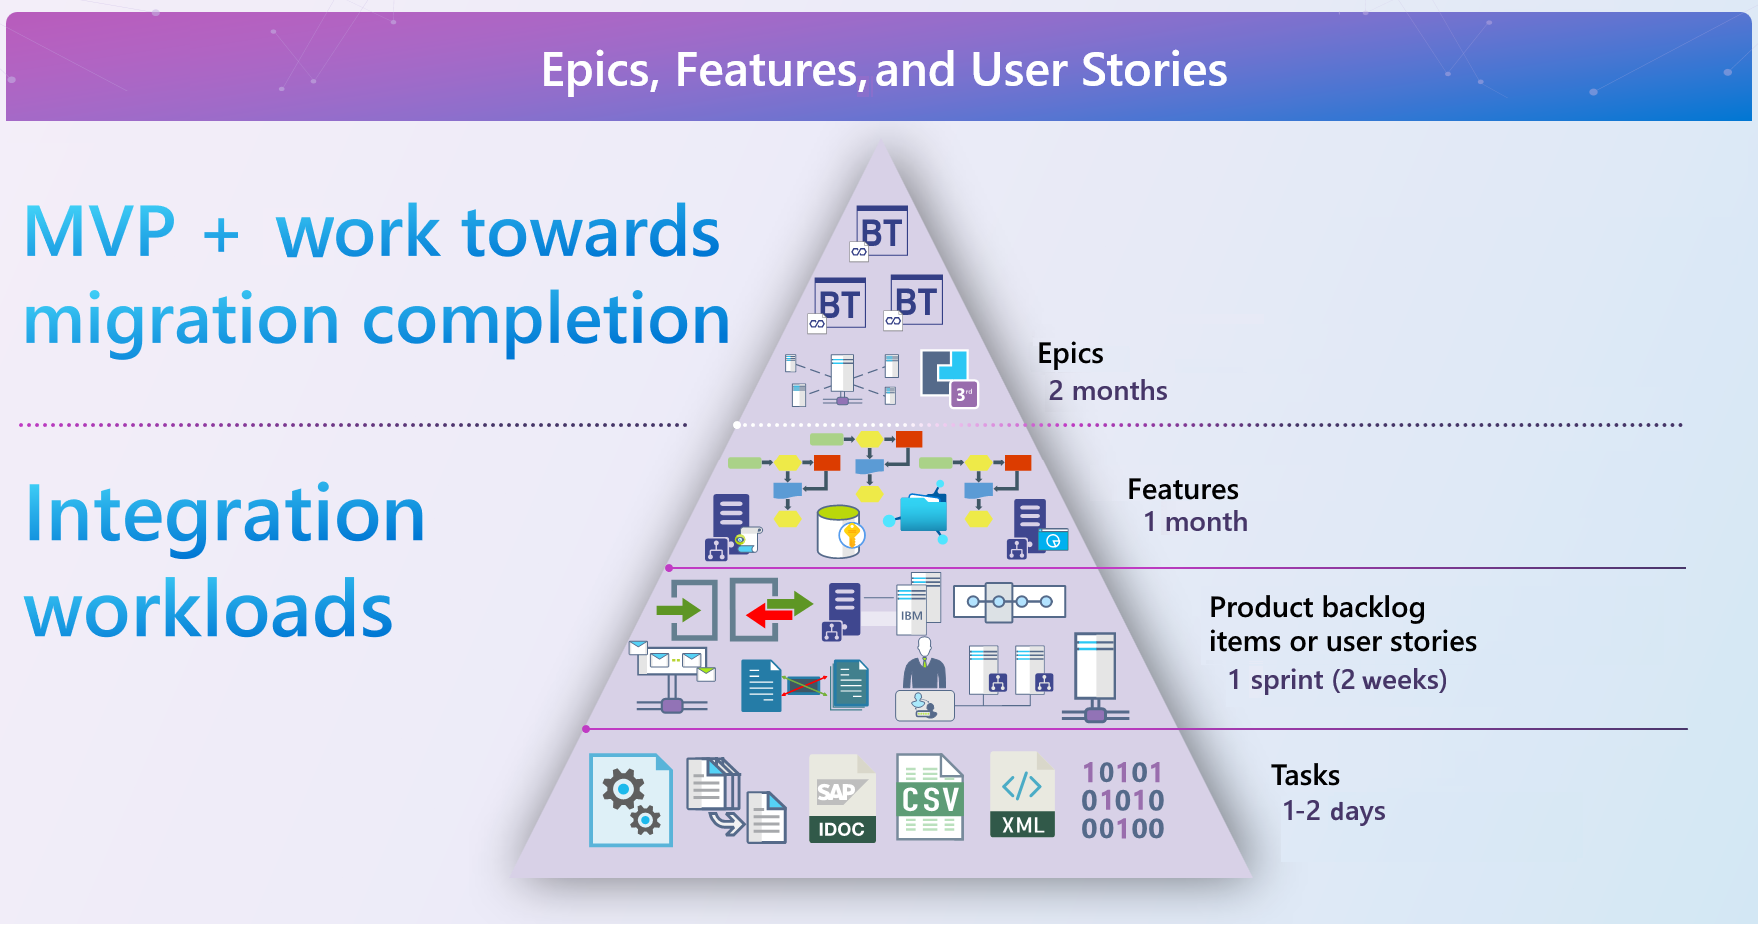 Epics, Features, and User Stories
MVP + work towards
migration completion
BT
BT
BT
3rd
Epics
2 months
Integration
workloads
Features
1 month
IBM
Product backlog
items or user stories
1 sprint (2 weeks)
SAP
IDOC
CSV
</>
XML
10101
01010
00100
Tasks
1-2 days